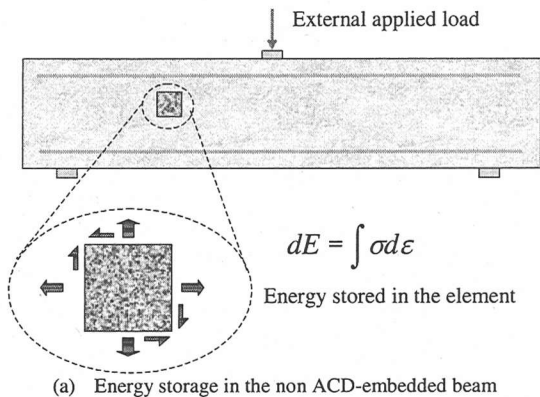 External applied load
dE = ∫ σdε
Energy stored in the element
(a) Energy storage in the non ACD-embedded beam